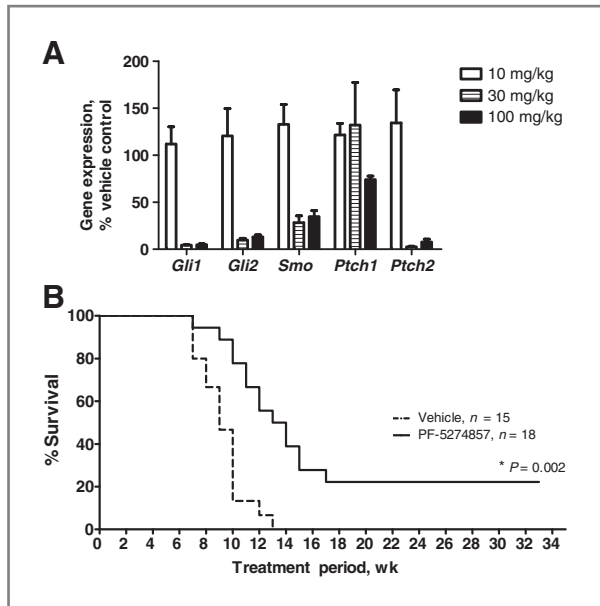 A
200
150
100
50
0
Gene expression,
% vehicle control
10 mg/kg
30 mg/kg
100 mg/kg
Gli1 Gli2 Smo Ptch1 Ptch2
B
100
80
60
40
20
0
% Survival
Vehicle, n = 15
PF-5274857, n = 18
* P = 0.002
0 2 4 6 8 10 12 14 16 18 20 22 24 26 28 30 32 34
Treatment period, wk